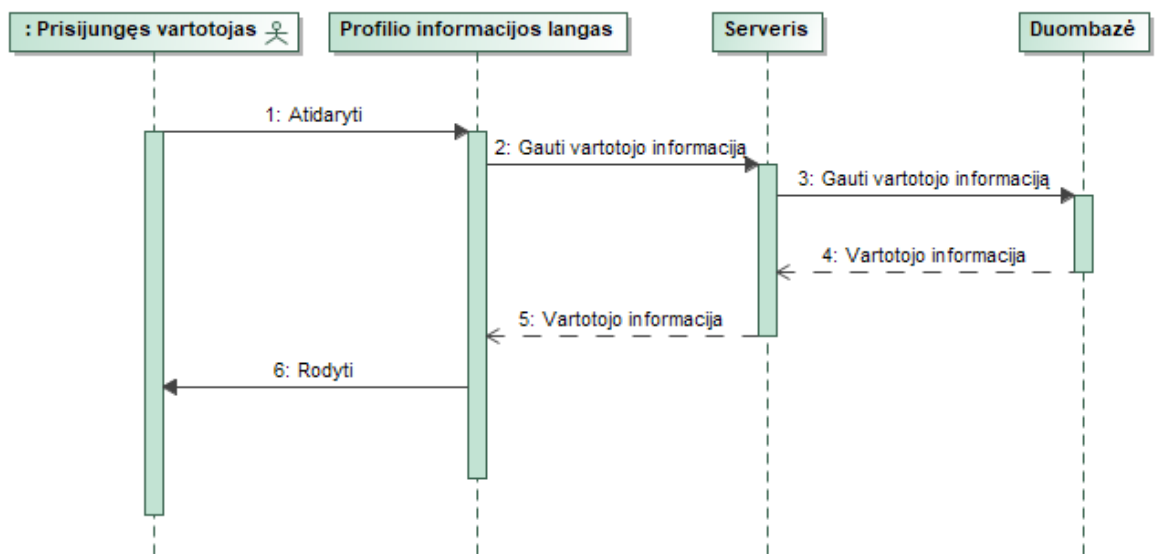 : Prisijungęs vartotojas
Profilio informacijos langas
Serveris
Duombazė
1: Atidaryti
2: Gauti vartotojo informaciją
3: Gauti vartotojo informaciją
4: Vartotojo informacija
5: Vartotojo informacija
6: Rodyti